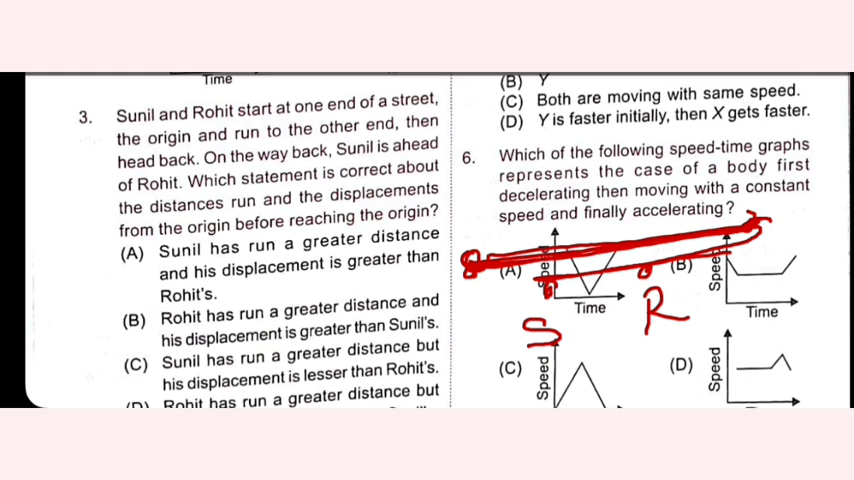 Time
3. Sunil and Rohit start at one end of a street,
the origin and run to the other end, then
head back. On the way back, Sunil is ahead
of Rohit. Which statement is correct about
the distances run and the displacements
from the origin before reaching the origin?
(A) Sunil has run a greater distance
and his displacement is greater than
Rohit's.
(B) Rohit has run a greater distance and
his displacement is greater than Sunil's.
(C) Sunil has run a greater distance but
his displacement is lesser than Rohit's.
(D) Rohit has run a greater distance but
(B) Y
(C) Both are moving with same speed.
(D) Y is faster initially, then X gets faster.
6. Which of the following speed-time graphs
represents the case of a body first
decelerating then moving with a constant
speed and finally accelerating?
(A) Speed Time
(B) Speed Time
S R
(C) Speed
(D) Speed